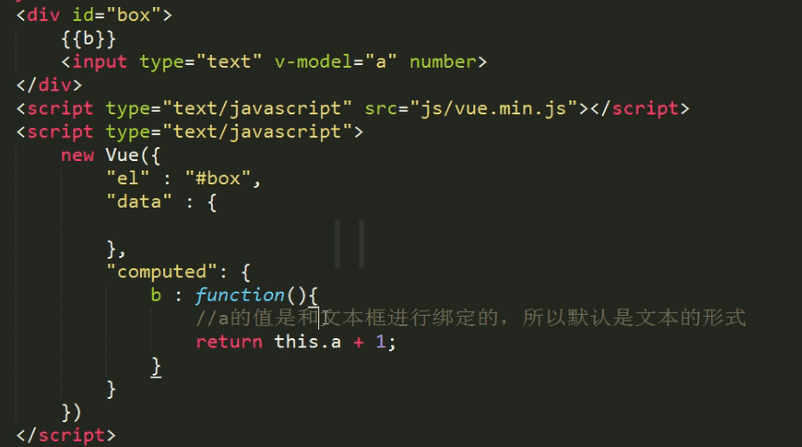 <div id="box">
    {{b}}
    <input type="text" v-model="a" number>
</div>
<script type="text/javascript" src="js/vue.min.js"></script>
<script type="text/javascript">
    new Vue({
        "el" : "#box",
        "data" : {

        },
        "computed": {
            b : function(){
                //a的值是和文本框进行绑定的，所以默认是文本的形式
                return this.a + 1;
            }
        }
    })
</script>